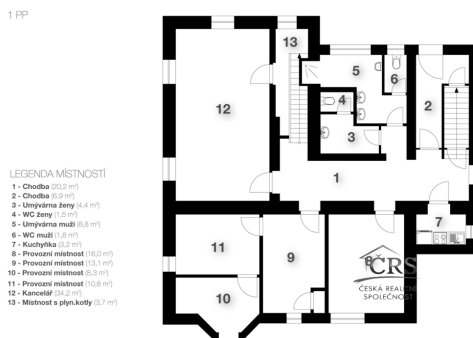 1 PP
LEGENDA MÍSTNOSTÍ
1 - Chodba (20,2 m²)
2 - Chodba (6,9 m²)
3 - Umývárna ženy (4,4 m²)
4 - WC ženy (1,5 m²)
5 - Umývárna muži (8,8 m²)
6 - WC muži (1,8 m²)
7 - Kuchyňka (3,2 m²)
8 - Provozní místnost (16,0 m²)
9 - Provozní místnost (13,1 m²)
10 - Provozní místnost (8,3 m²)
11 - Provozní místnost (10,8 m²)
12 - Kancelář (34,2 m²)
13 - Místnost s plyn.kotly (3,7 m²)
13
5
6
12
4
2
3
1
7
11
9
8
10
ČRS
ČESKÁ REALITNÍ
SPOLEČNOST